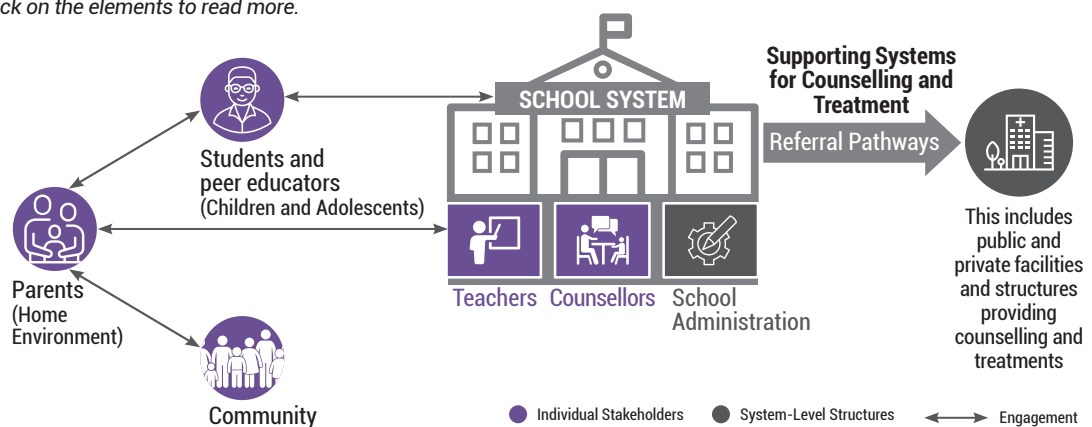 ck on the elements to read more.
Students and
peer educators
(Children and Adolescents)
Parents
(Home
Environment)
Community
SCHOOL SYSTEM
Teachers
Counsellors
School
Administration
Supporting Systems
for Counselling and
Treatment
Referral Pathways
This includes
public and
private facilities
and structures
providing
counselling and
treatments
Individual Stakeholders
System-Level Structures
Engagement